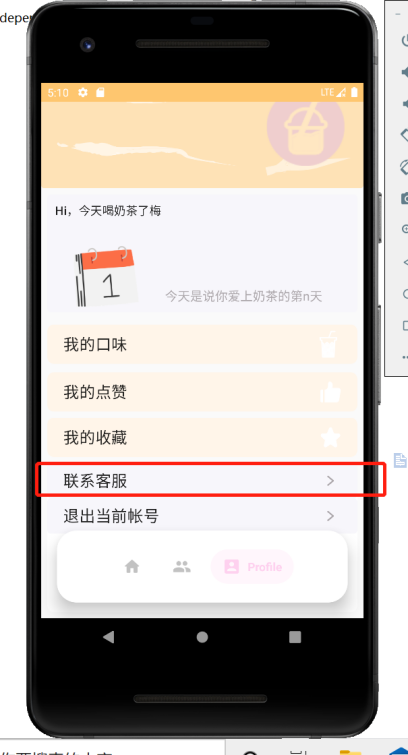 depen
5:10
LTE
Hi，今天喝奶茶了梅
1
今天是说你爱上奶茶的第n天
我的口味
我的点赞
我的收藏
联系客服
退出当前帐号
Profile